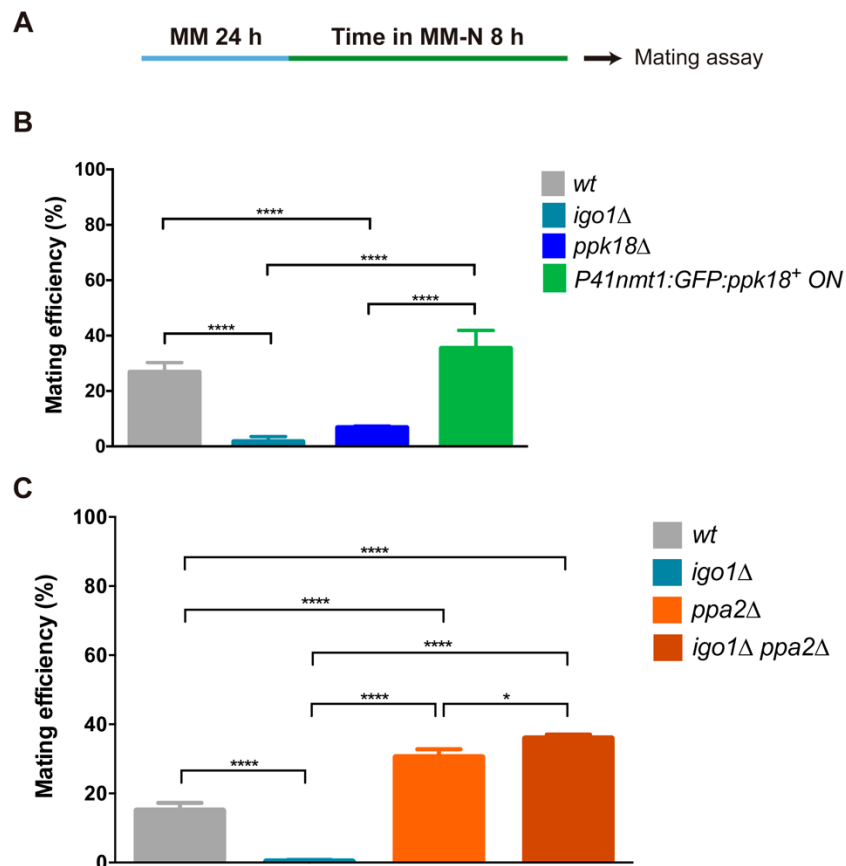 A
MM 24 h
Time in MM-N 8 h
Mating assay
B
Mating efficiency (%)
100
80
60
40
20
0
****
****
****
****
wt
igo1Δ
ppk18Δ
P41nmt1:GFP:ppk18⁺ ON
C
Mating efficiency (%)
100
80
60
40
20
0
****
****
****
****
*
****
wt
igo1Δ
ppa2Δ
igo1Δ ppa2Δ